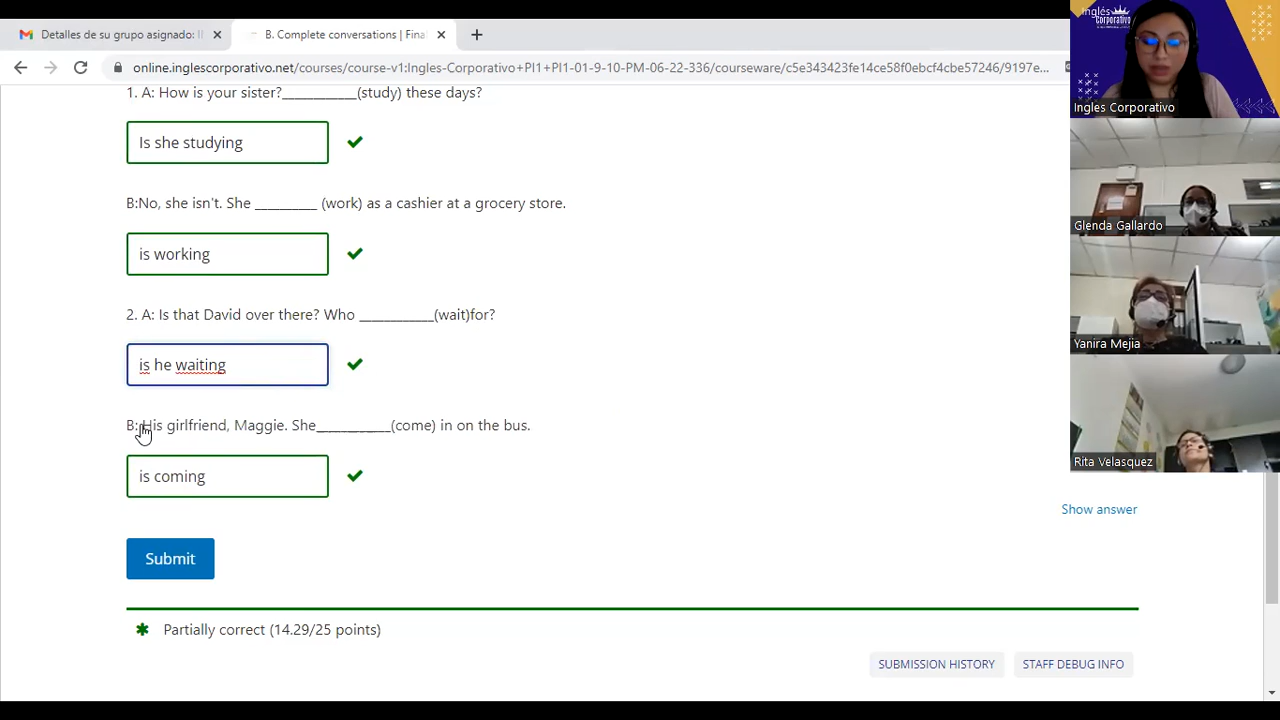 Detalles de su grupo asignado: I
B. Complete conversations | Fina
online.inglescorporativo.net/courses/course-v1:Ingles-Corporativo+PI1+PI1-01-9-10-PM-06-22-336/courseware/c5e343423fe14ce58f0ebcf4cbe57246/9197e...
1. A: How is your sister?____________(study) these days?
Is she studying
B:No, she isn't. She __________ (work) as a cashier at a grocery store.
is working
2. A: Is that David over there? Who ____________(wait)for?
is he waiting
B: His girlfriend, Maggie. She____________(come) in on the bus.
is coming
Show answer
Submit
Partially correct (14.29/25 points)
SUBMISSION HISTORY
STAFF DEBUG INFO
Inglés
Corporativo
Ingles Corporativo
Glenda Gallardo
Yanira Mejia
Rita Velasquez